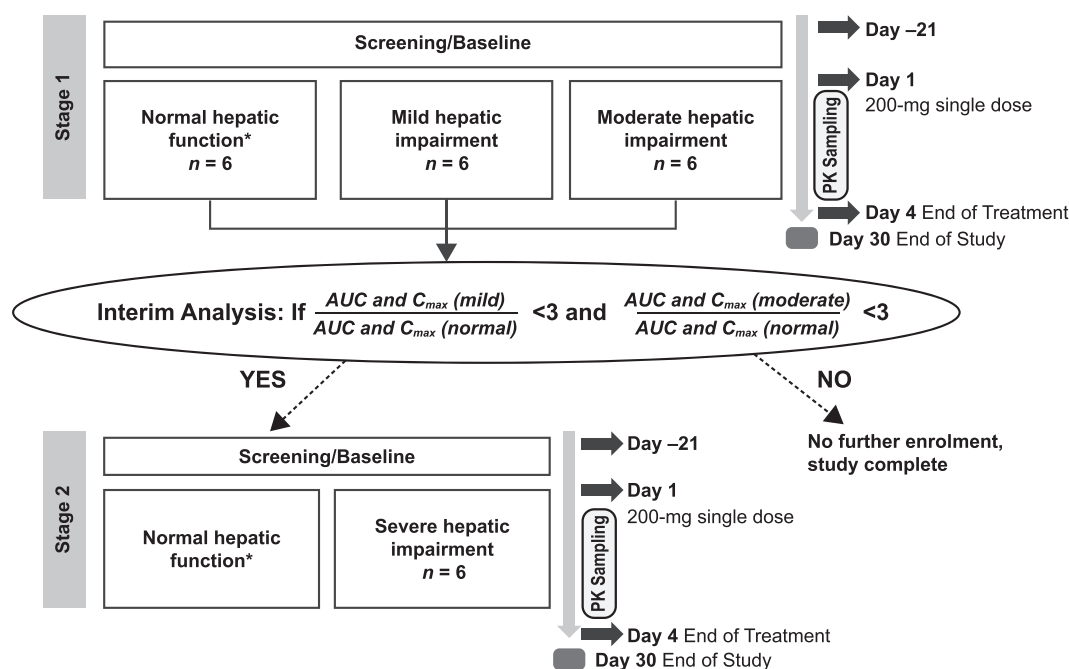 Stage 1
Screening/Baseline
Normal hepatic
function*
n = 6
Mild hepatic
impairment
n = 6
Moderate hepatic
impairment
n = 6
Day –21
Day 1
200-mg single dose
PK Sampling
Day 4 End of Treatment
Day 30 End of Study
Interim Analysis: If AUC and Cmax (mild) / AUC and Cmax (normal) <3 and AUC and Cmax (moderate) / AUC and Cmax (normal) <3
YES
NO
No further enrolment,
study complete
Stage 2
Screening/Baseline
Normal hepatic
function*
Severe hepatic
impairment
n = 6
Day –21
Day 1
200-mg single dose
PK Sampling
Day 4 End of Treatment
Day 30 End of Study